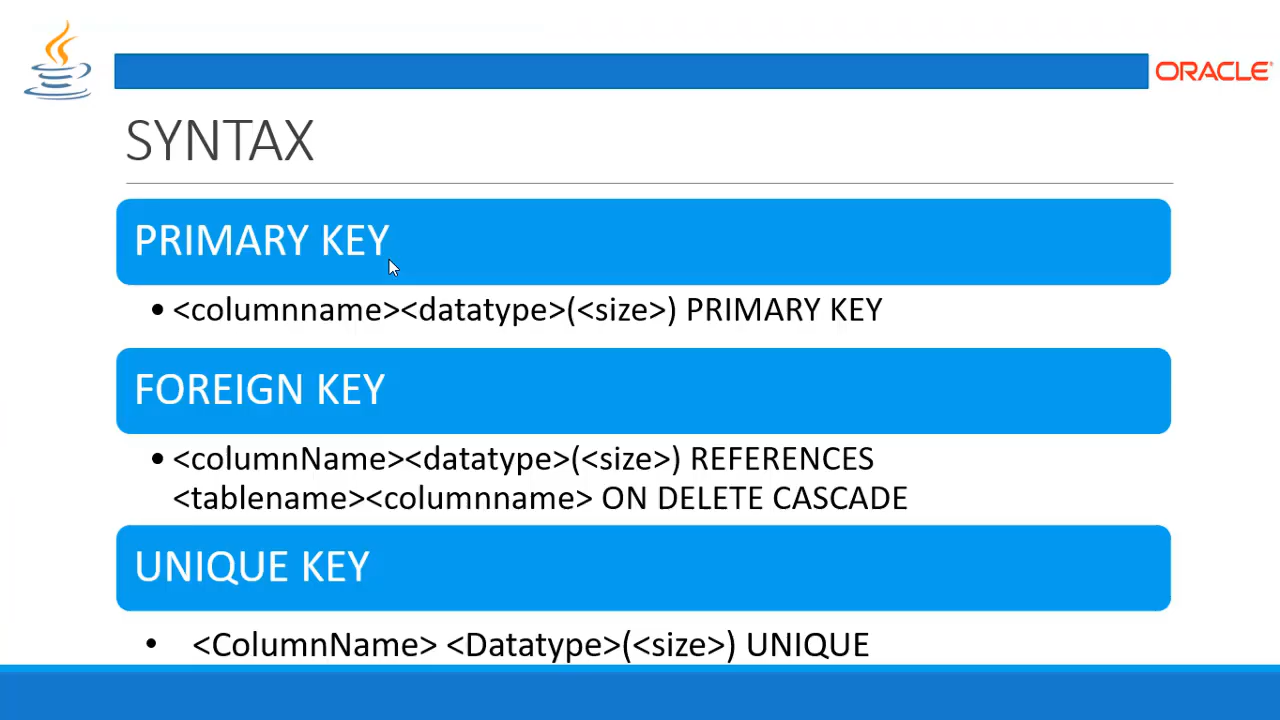 ORACLE
SYNTAX
PRIMARY KEY
• <columnname><datatype>(<size>) PRIMARY KEY
FOREIGN KEY
• <columnName><datatype>(<size>) REFERENCES
<tablename><columnname> ON DELETE CASCADE
UNIQUE KEY
• <ColumnName> <Datatype>(<size>) UNIQUE